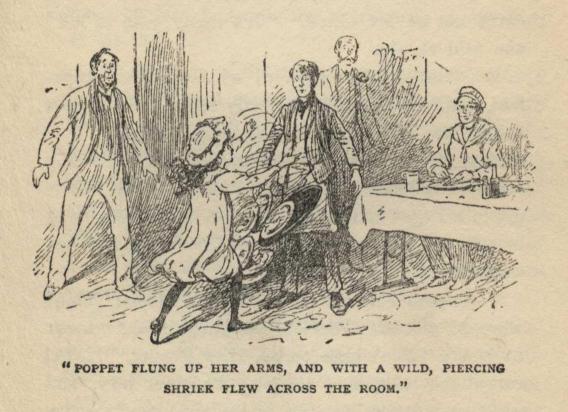 "POPPET FLUNG UP HER ARMS, AND WITH A WILD, PIERCING
SHRIEK FLEW ACROSS THE ROOM."